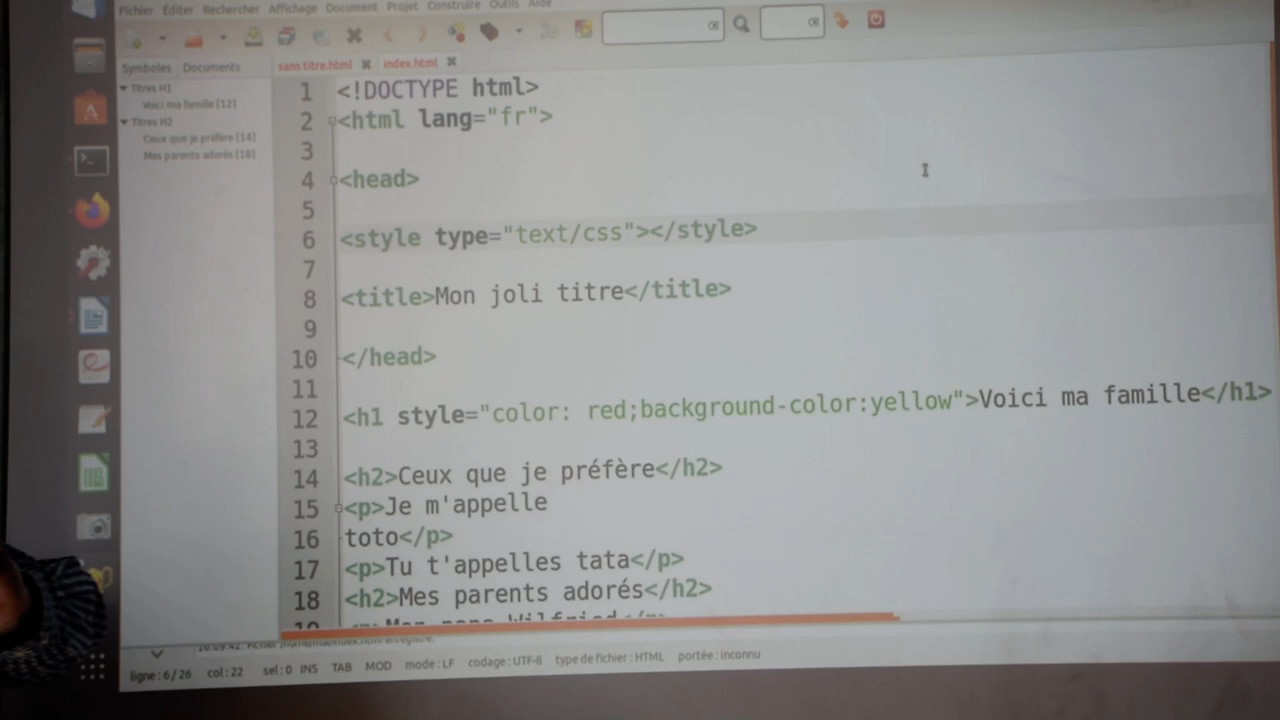 Fichier Éditer Rechercher Affichage Document Projet Construire Outils Aide
Symboles Documents
sans titre.html index.html
Titres H1
Voici ma famille [12]
Titres H2
Ceux que je préfère [14]
Mes parents adorés [18]
1 <!DOCTYPE html>
2 <html lang="fr">
3
4 <head>
5
6 <style type="text/css"></style>
7
8 <title>Mon joli titre</title>
9
10 </head>
11
12 <h1 style="color: red;background-color:yellow">Voici ma famille</h1>
13
14 <h2>Ceux que je préfère</h2>
15 <p>Je m'appelle
16 toto</p>
17 <p>Tu t'appelles tata</p>
18 <h2>Mes parents adorés</h2>
19 <p>Mon papa Wilfried</p>
ligne : 6 / 26 col : 22 sel : 0 INS TAB MOD mode : LF codage : UTF-8 type de fichier : HTML portée : inconnu